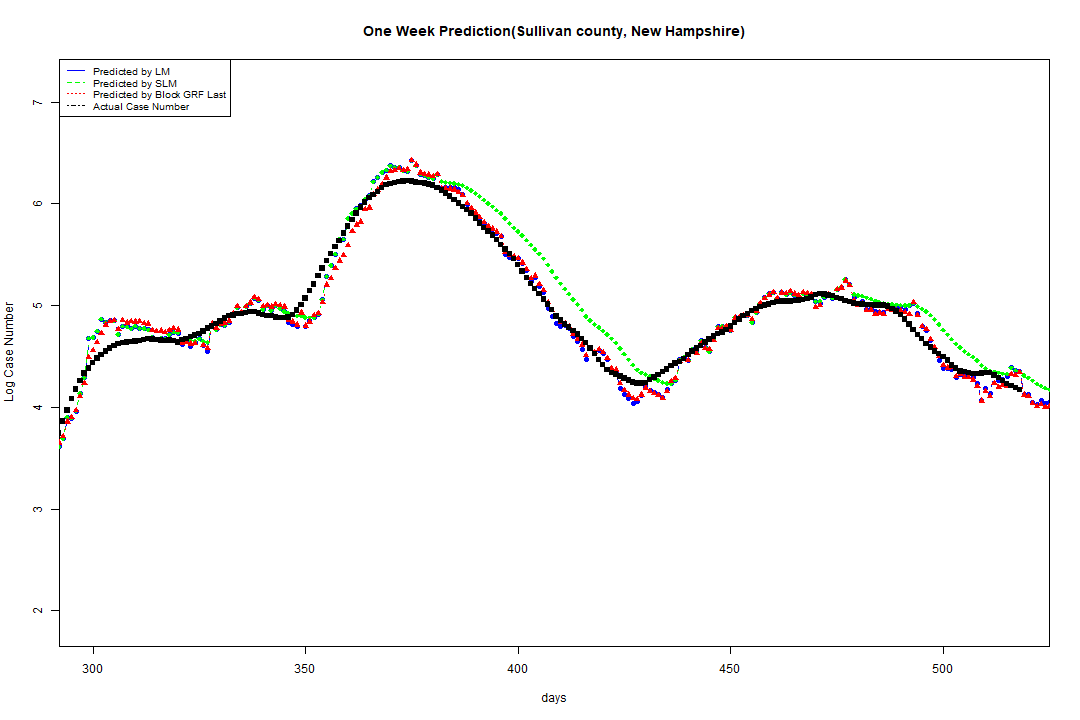 One Week Prediction(Sullivan county, New Hampshire)
Predicted by LM
Predicted by SLM
Predicted by Block GRF Last
Actual Case Number
Log Case Number
7
6
5
4
3
2
300
350
400
450
500
days